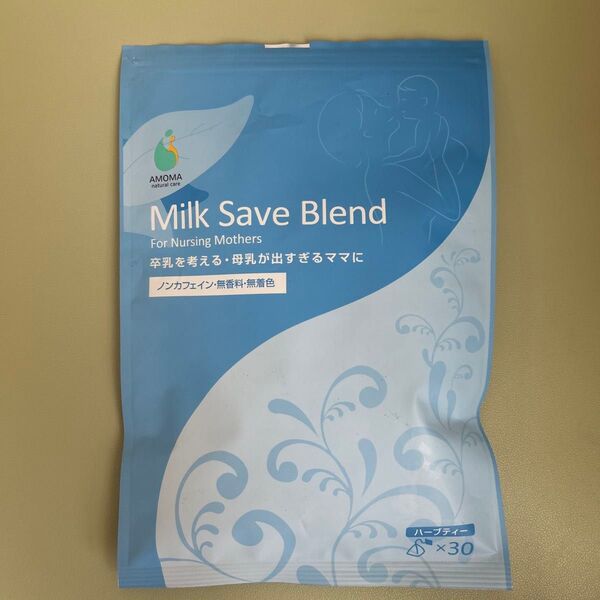 AMOMA
natural care
Milk Save Blend
For Nursing Mothers
卒乳を考える・母乳が出すぎるママに
ノンカフェイン・無香料・無着色
ハーブティー
×30